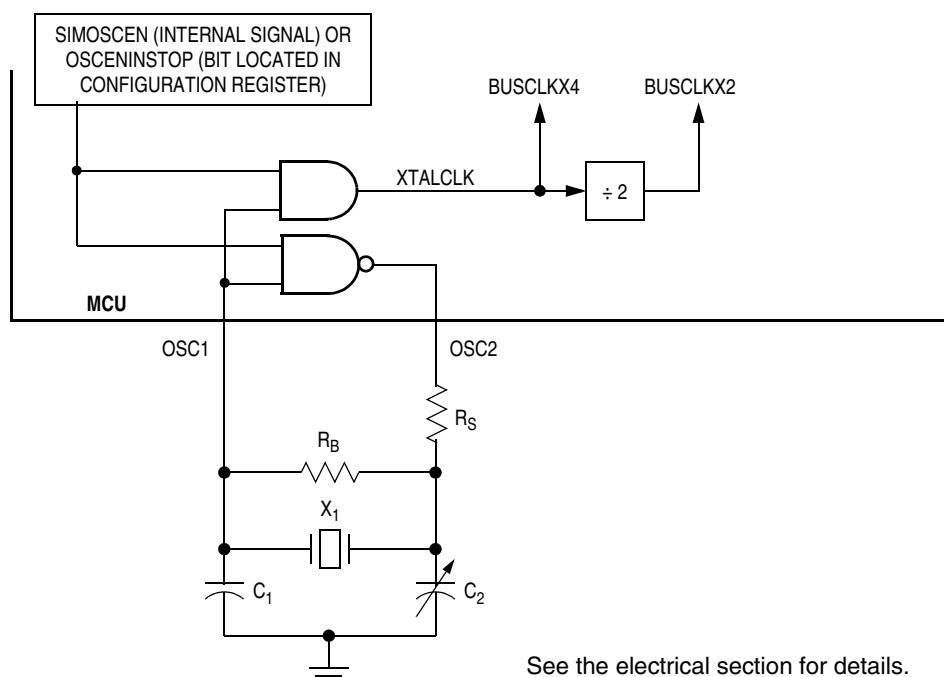 SIMOSCEN (INTERNAL SIGNAL) OR
OSCENINSTOP (BIT LOCATED IN
CONFIGURATION REGISTER)
BUSCLKX4
BUSCLKX2
XTALCLK
÷ 2
MCU
OSC1
OSC2
RS
RB
X1
C1
C2
See the electrical section for details.